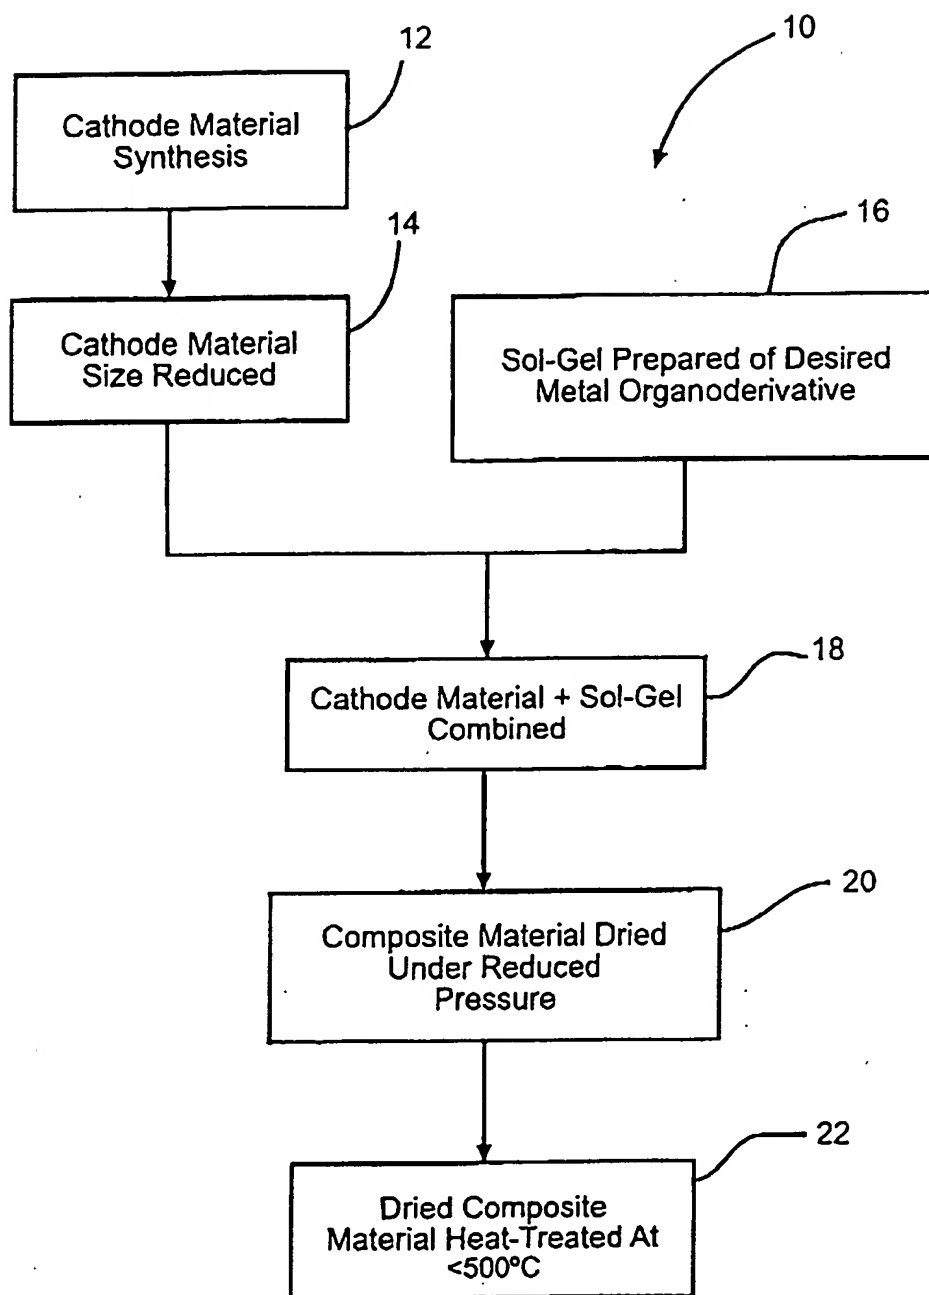 12
10
Cathode Material
Synthesis
14
16
Cathode Material
Size Reduced
Sol-Gel Prepared of Desired
Metal Organoderivative
18
Cathode Material + Sol-Gel
Combined
20
Composite Material Dried
Under Reduced
Pressure
22
Dried Composite
Material Heat-Treated At
<500ºC